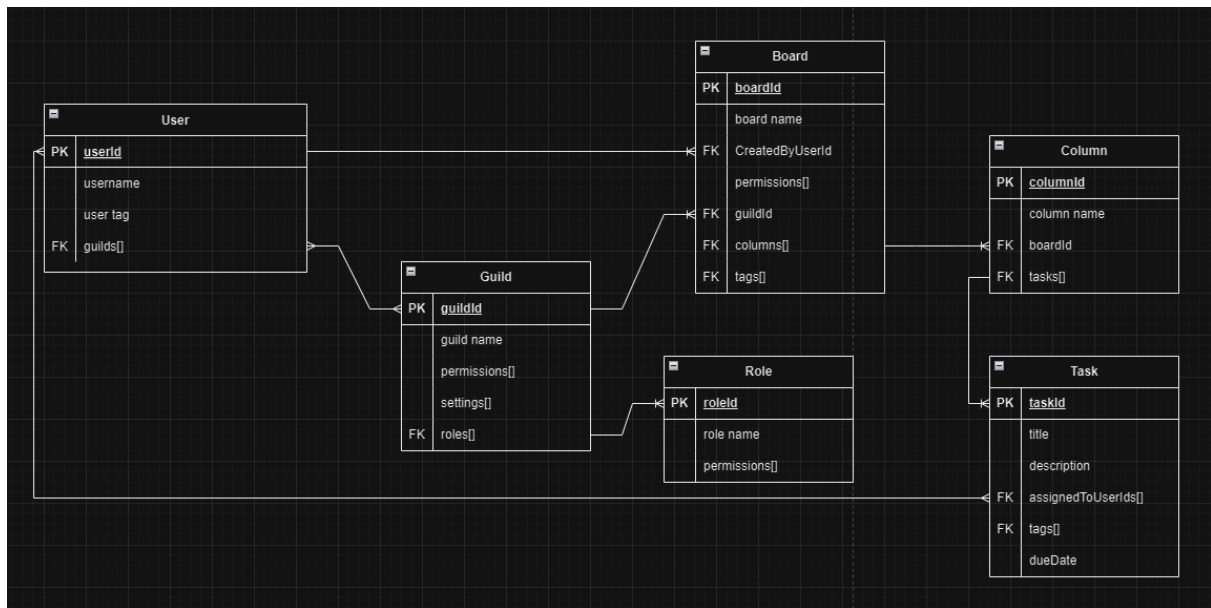 User
PK userId
username
user tag
FK guilds[]
Guild
PK guildId
guild name
permissions[]
settings[]
FK roles[]
Board
PK boardId
board name
FK CreatedByUserId
permissions[]
FK guildId
FK columns[]
FK tags[]
Role
PK roleId
role name
permissions[]
Column
PK columnId
column name
FK boardId
FK tasks[]
Task
PK taskId
title
description
FK assignedToUserIds[]
FK tags[]
dueDate